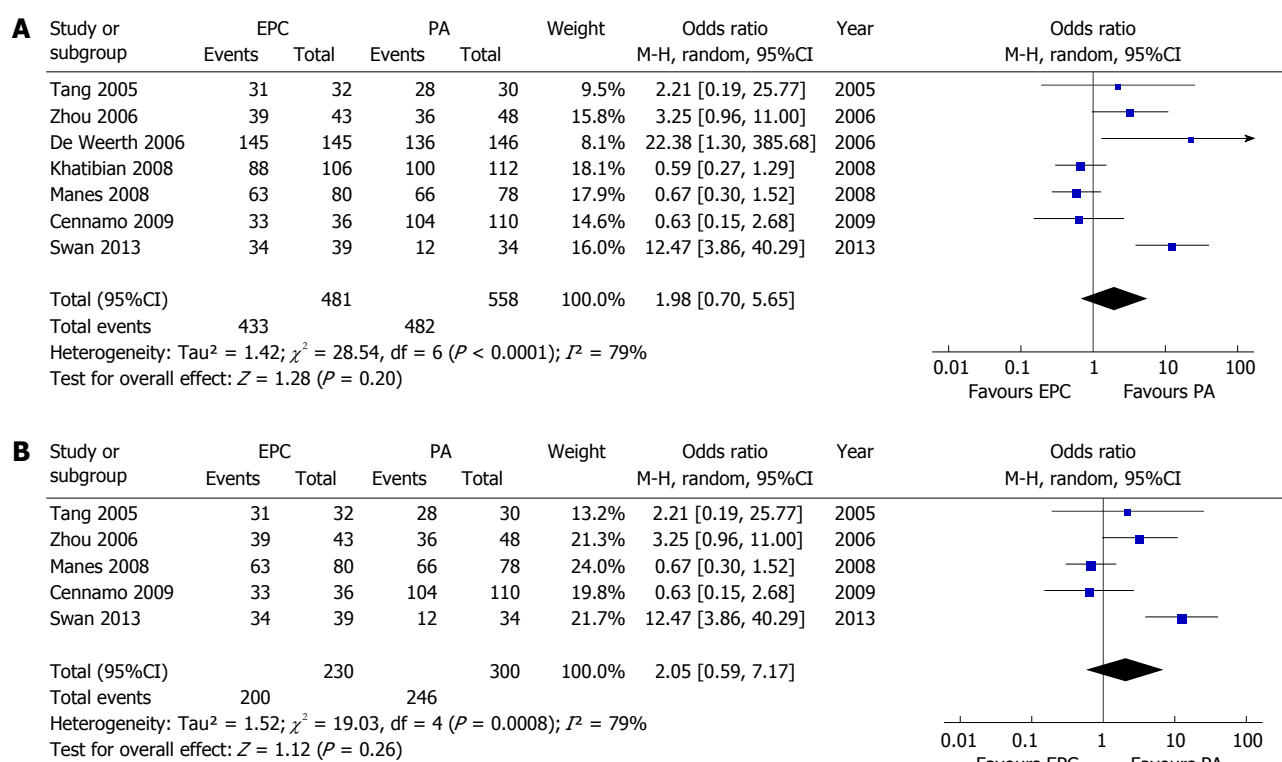 A Study or subgroup EPC PA Weight Odds ratio Year Odds ratio
Events Total Events Total M-H, random, 95%CI M-H, random, 95%CI
Tang 2005 31 32 28 30 9.5% 2.21 [0.19, 25.77] 2005
Zhou 2006 39 43 36 48 15.8% 3.25 [0.96, 11.00] 2006
De Weerth 2006 145 145 136 146 8.1% 22.38 [1.30, 385.68] 2006
Khatibian 2008 88 106 100 112 18.1% 0.59 [0.27, 1.29] 2008
Manes 2008 63 80 66 78 17.9% 0.67 [0.30, 1.52] 2008
Cennamo 2009 33 36 104 110 14.6% 0.63 [0.15, 2.68] 2009
Swan 2013 34 39 12 34 16.0% 12.47 [3.86, 40.29] 2013
Total (95%CI) 481 558 100.0% 1.98 [0.70, 5.65]
Total events 433 482
Heterogeneity: Tau² = 1.42; χ² = 28.54, df = 6 (P < 0.0001); I² = 79%
Test for overall effect: Z = 1.28 (P = 0.20)
0.01 0.1 1 10 100
Favours EPC Favours PA
B Study or subgroup EPC PA Weight Odds ratio Year Odds ratio
Events Total Events Total M-H, random, 95%CI M-H, random, 95%CI
Tang 2005 31 32 28 30 13.2% 2.21 [0.19, 25.77] 2005
Zhou 2006 39 43 36 48 21.3% 3.25 [0.96, 11.00] 2006
Manes 2008 63 80 66 78 24.0% 0.67 [0.30, 1.52] 2008
Cennamo 2009 33 36 104 110 19.8% 0.63 [0.15, 2.68] 2009
Swan 2013 34 39 12 34 21.7% 12.47 [3.86, 40.29] 2013
Total (95%CI) 230 300 100.0% 2.05 [0.59, 7.17]
Total events 200 246
Heterogeneity: Tau² = 1.52; χ² = 19.03, df = 4 (P = 0.0008); I² = 79%
Test for overall effect: Z = 1.12 (P = 0.26)
0.01 0.1 1 10 100
Favours EPC Favours PA